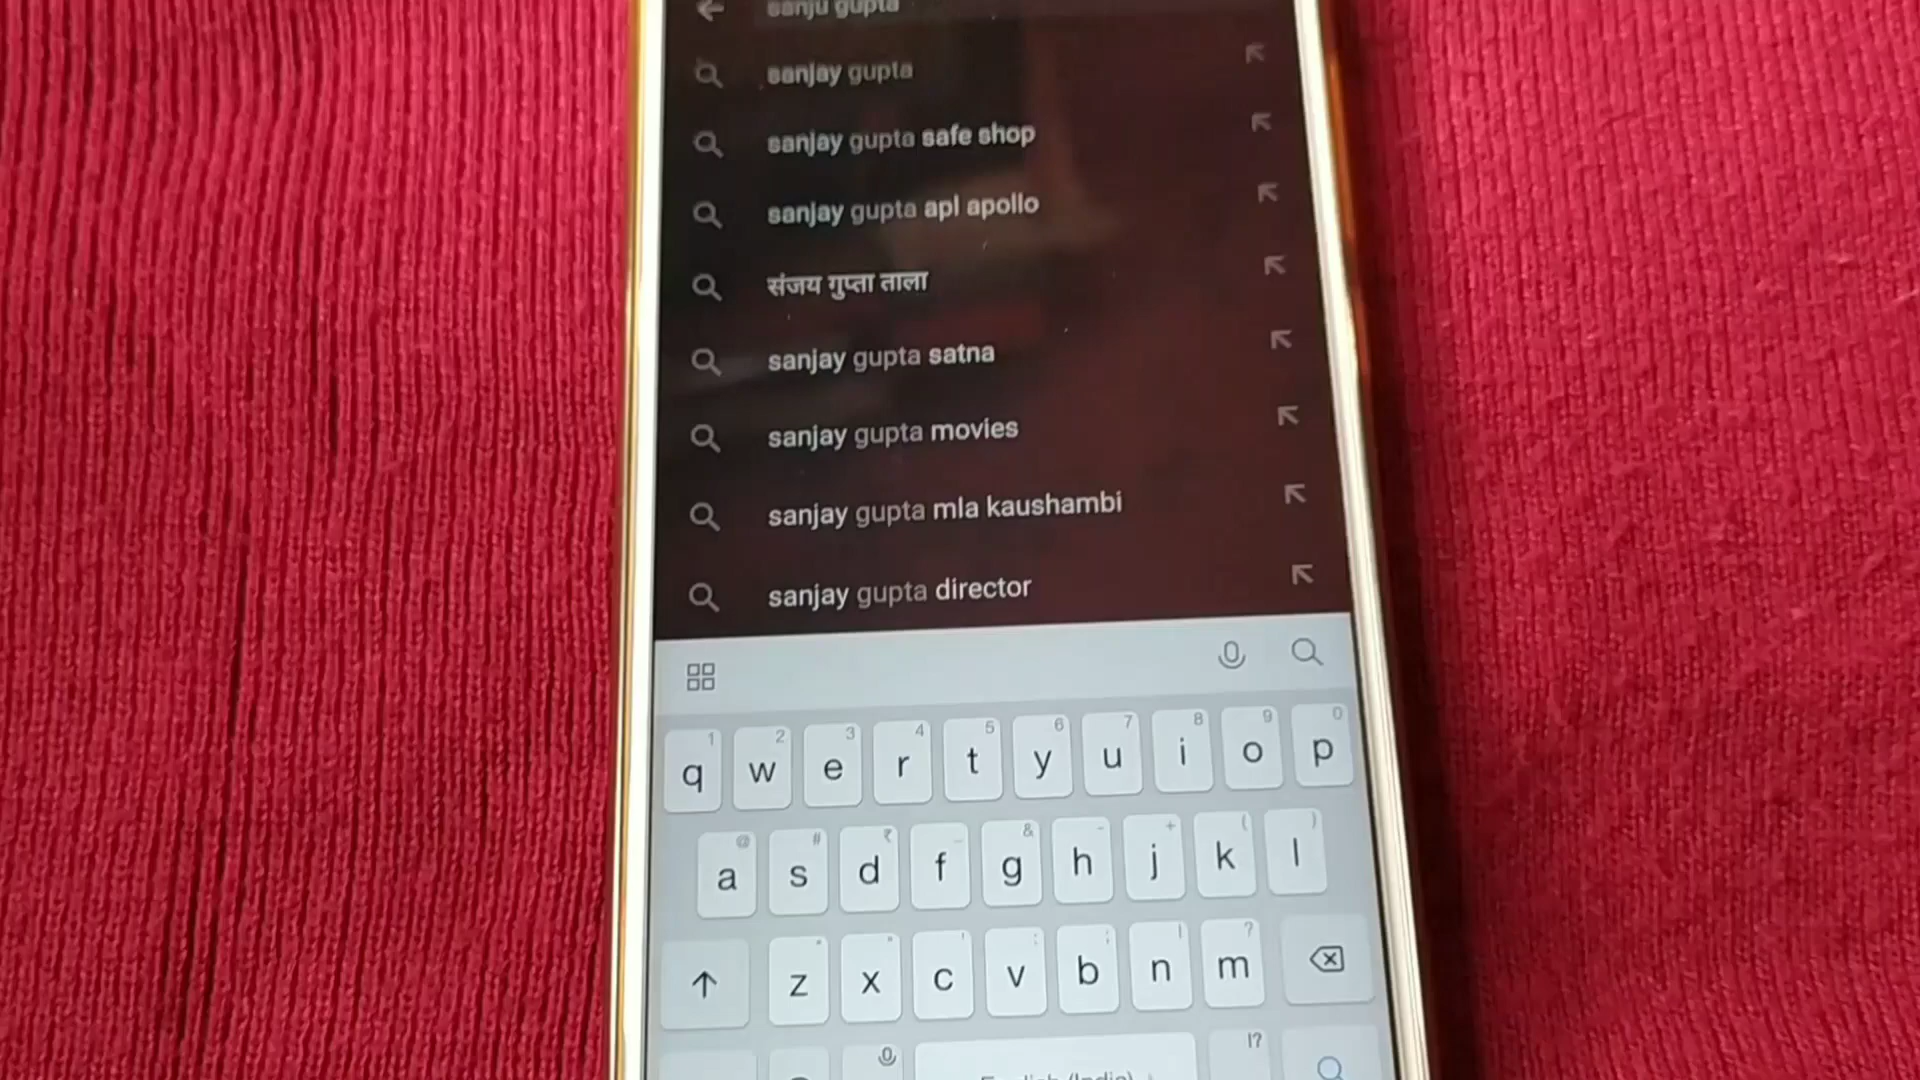 sanju gupta
sanjay gupta
sanjay gupta safe shop
sanjay gupta apl apollo
संजय गुप्ता ताला
sanjay gupta satna
sanjay gupta movies
sanjay gupta mla kaushambi
sanjay gupta director
1 2 3 4 5 6 7 8 9 0
q w e r t y u i o p
@ # ₹ _ & - + ( )
a s d f g h j k l
* " ' : ; ! ?
z x c v b n m
!?
English (India)